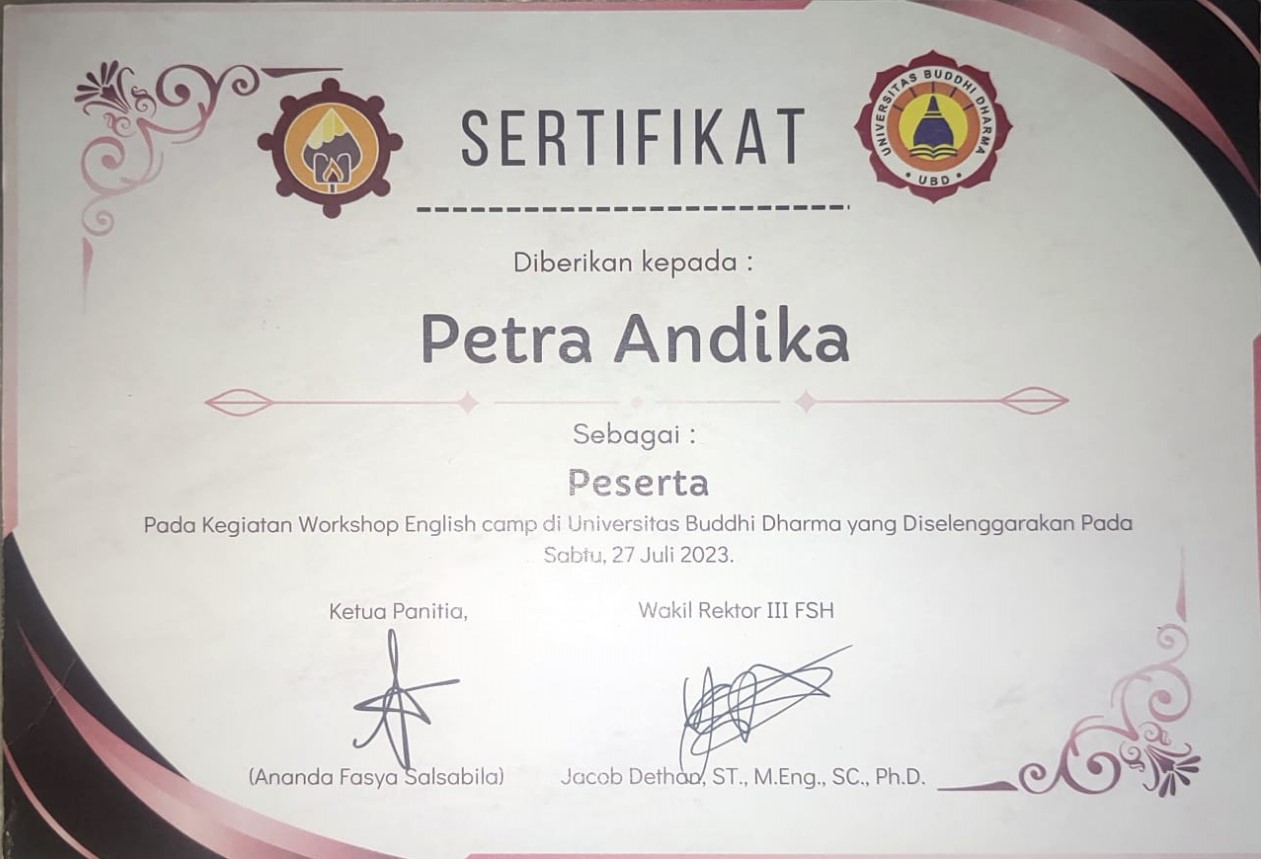 SERTIFIKAT
UNIVERSITAS BUDDHI DHARMA
• UBD •
Diberikan kepada :
Petra Andika
Sebagai :
Peserta
Pada Kegiatan Workshop English camp di Universitas Buddhi Dharma yang Diselenggarakan Pada
Sabtu, 27 Juli 2023.
Ketua Panitia,
Wakil Rektor III FSH
(Ananda Fasya Salsabila)
Jacob Dethan, ST., M.Eng., SC., Ph.D.